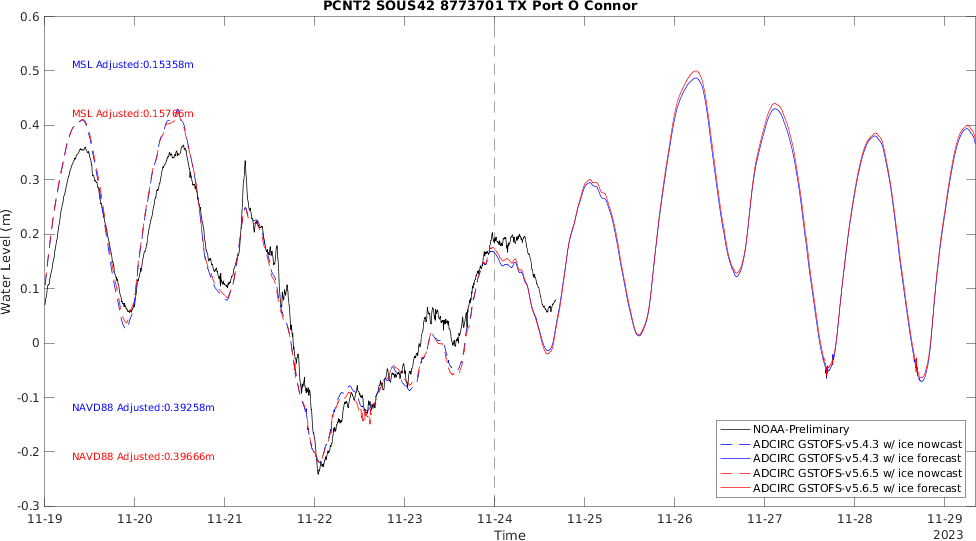 PCNT2 SOUS42 8773701 TX Port O Connor
0.6
0.5
0.4
0.3
0.2
0.1
0
-0.1
-0.2
-0.3
Water Level (m)
MSL Adjusted:0.15358m
MSL Adjusted:0.15766m
NAVD88 Adjusted:0.39258m
NAVD88 Adjusted:0.39666m
NOAA-Preliminary
ADCIRC GSTOFS-v5.4.3 w/ ice nowcast
ADCIRC GSTOFS-v5.4.3 w/ ice forecast
ADCIRC GSTOFS-v5.6.5 w/ ice nowcast
ADCIRC GSTOFS-v5.6.5 w/ ice forecast
11-19 11-20 11-21 11-22 11-23 11-24 11-25 11-26 11-27 11-28 11-29
Time 2023